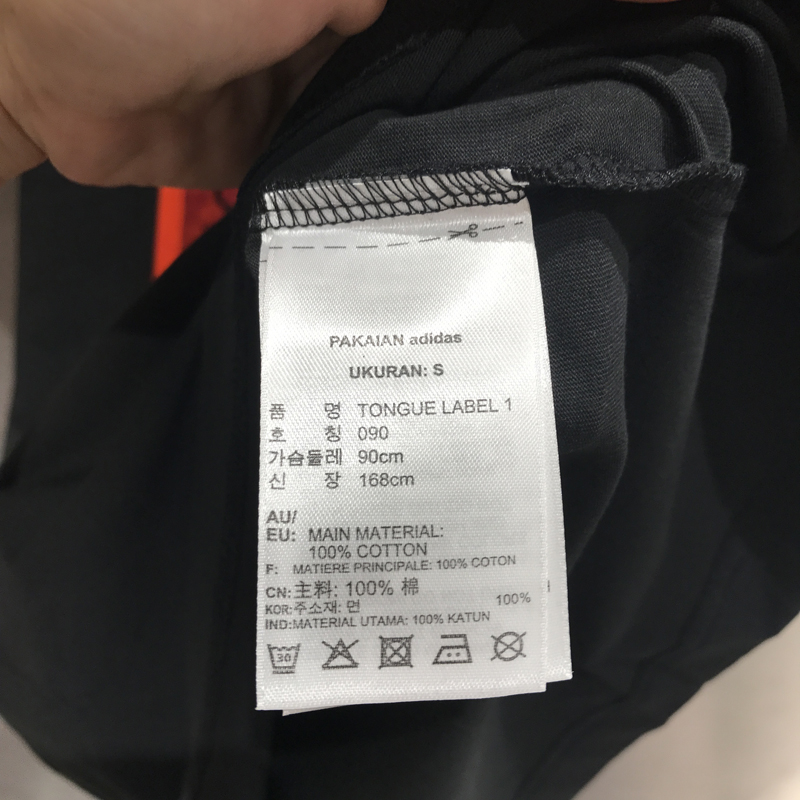 PAKAIAN adidas
UKURAN: S
품 명 TONGUE LABEL 1
호 칭 090
가슴둘레 90cm
신 장 168cm
AU/
EU: MAIN MATERIAL:
100% COTTON
F: MATIERE PRINCIPALE: 100% COTON
CN:主料: 100% 棉
KOR:주소재: 면 100%
IND:MATERIAL UTAMA: 100% KATUN
30